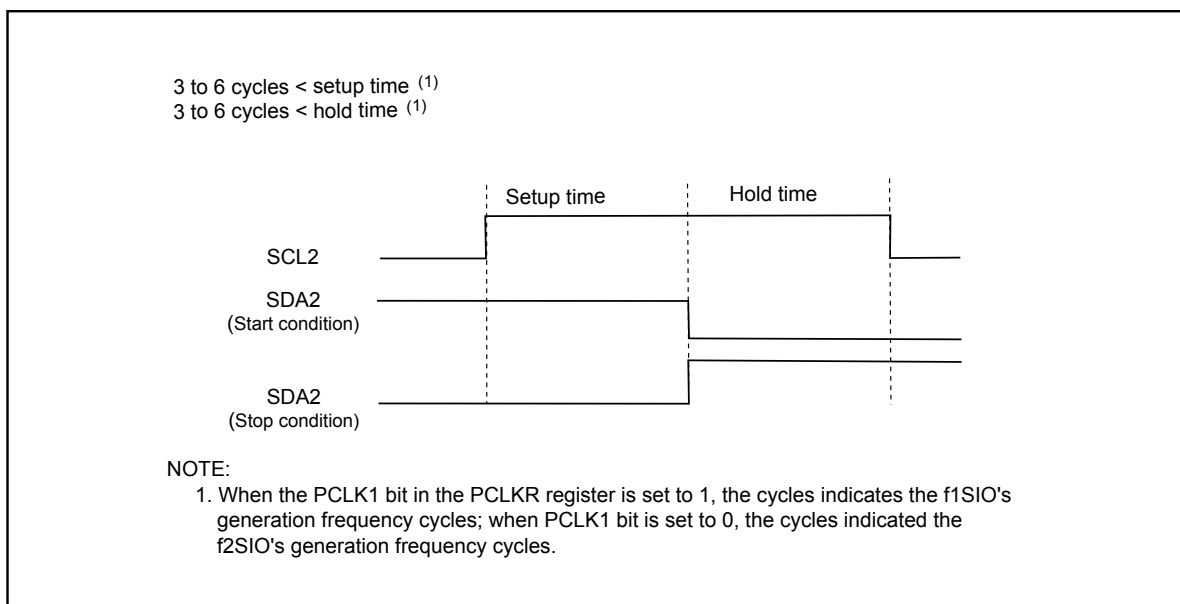 3 to 6 cycles < setup time (1)
3 to 6 cycles < hold time (1)
Setup time
Hold time
SCL2
SDA2
(Start condition)
SDA2
(Stop condition)
NOTE:
1. When the PCLK1 bit in the PCLKR register is set to 1, the cycles indicates the f1SIO's
generation frequency cycles; when PCLK1 bit is set to 0, the cycles indicated the
f2SIO's generation frequency cycles.